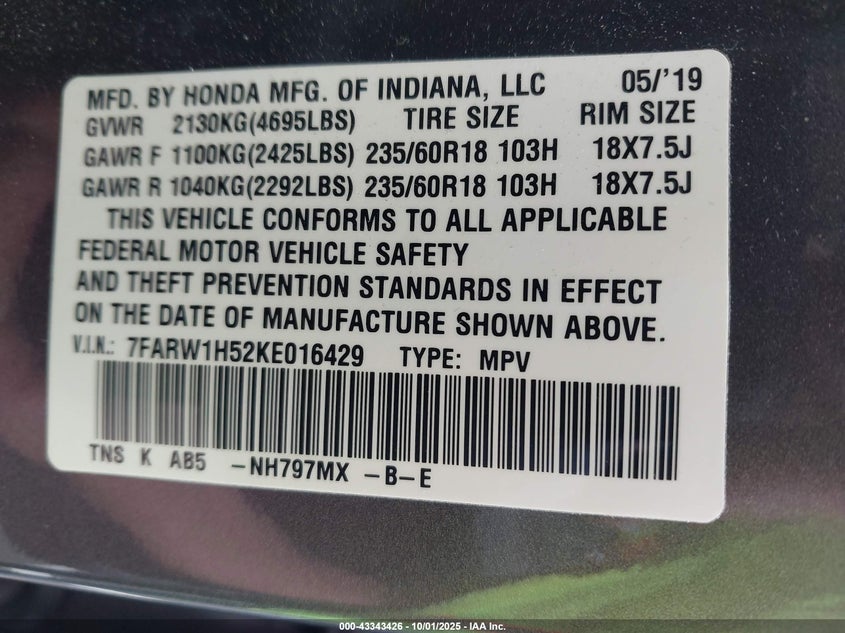 MFD. BY HONDA MFG. OF INDIANA, LLC 05/'19
GVWR 2130KG(4695LBS) TIRE SIZE RIM SIZE
GAWR F 1100KG(2425LBS) 235/60R18 103H 18X7.5J
GAWR R 1040KG(2292LBS) 235/60R18 103H 18X7.5J
THIS VEHICLE CONFORMS TO ALL APPLICABLE
FEDERAL MOTOR VEHICLE SAFETY
AND THEFT PREVENTION STANDARDS IN EFFECT
ON THE DATE OF MANUFACTURE SHOWN ABOVE.
V.I.N.: 7FARW1H52KE016429 TYPE: MPV
TNS K AB5 -NH797MX -B-E
000-43343426 - 10/01/2025 - IAA Inc.